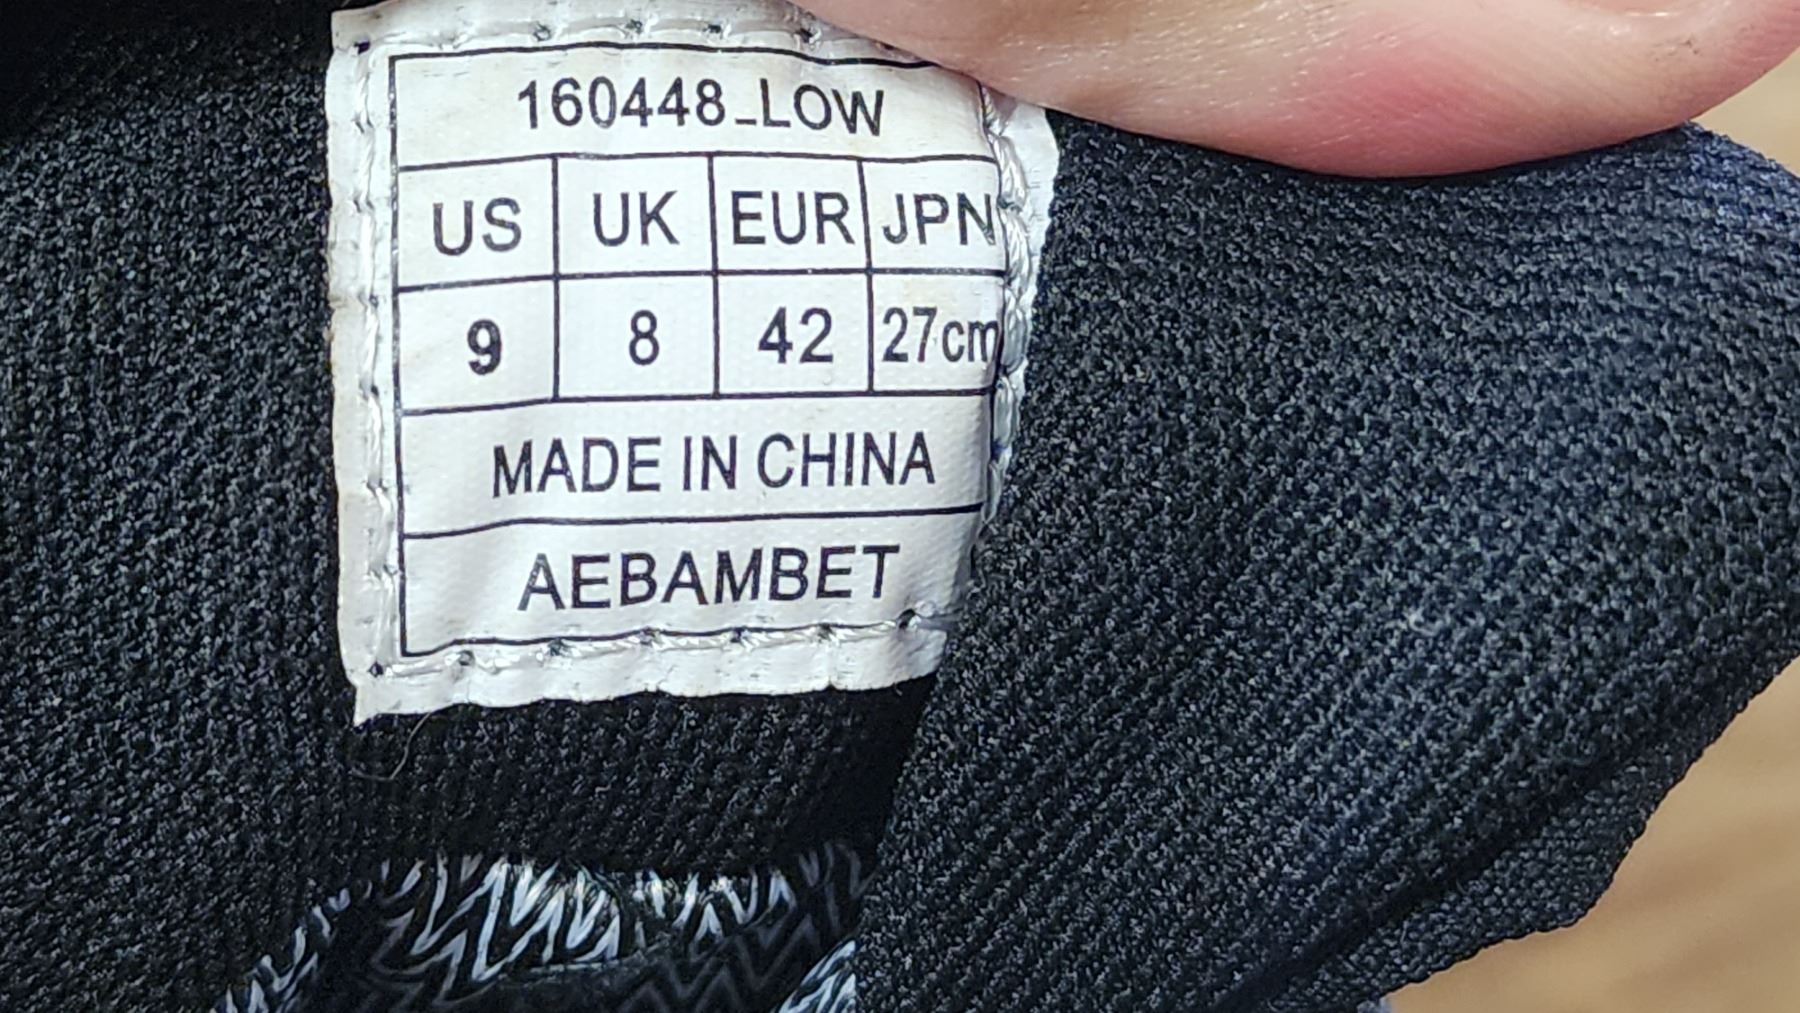 160448_LOW
US UK EUR JPN
9 8 42 27cm
MADE IN CHINA
AEBAMBET